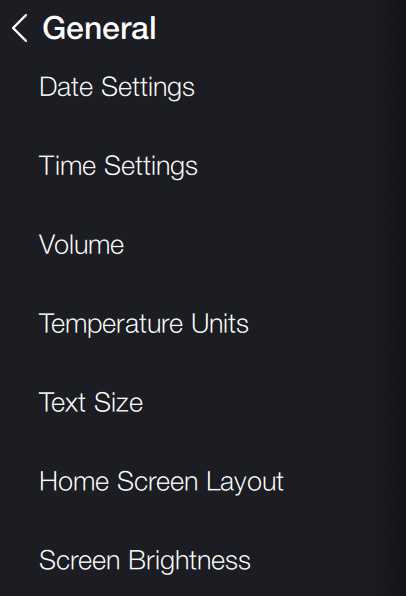 General
Date Settings
Time Settings
Volume
Temperature Units
Text Size
Home Screen Layout
Screen Brightness